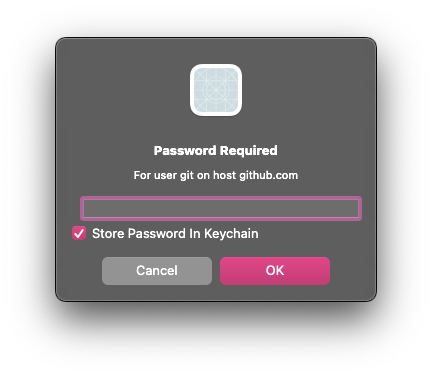 Password Required
For user git on host github.com
Store Password In Keychain
Cancel
OK